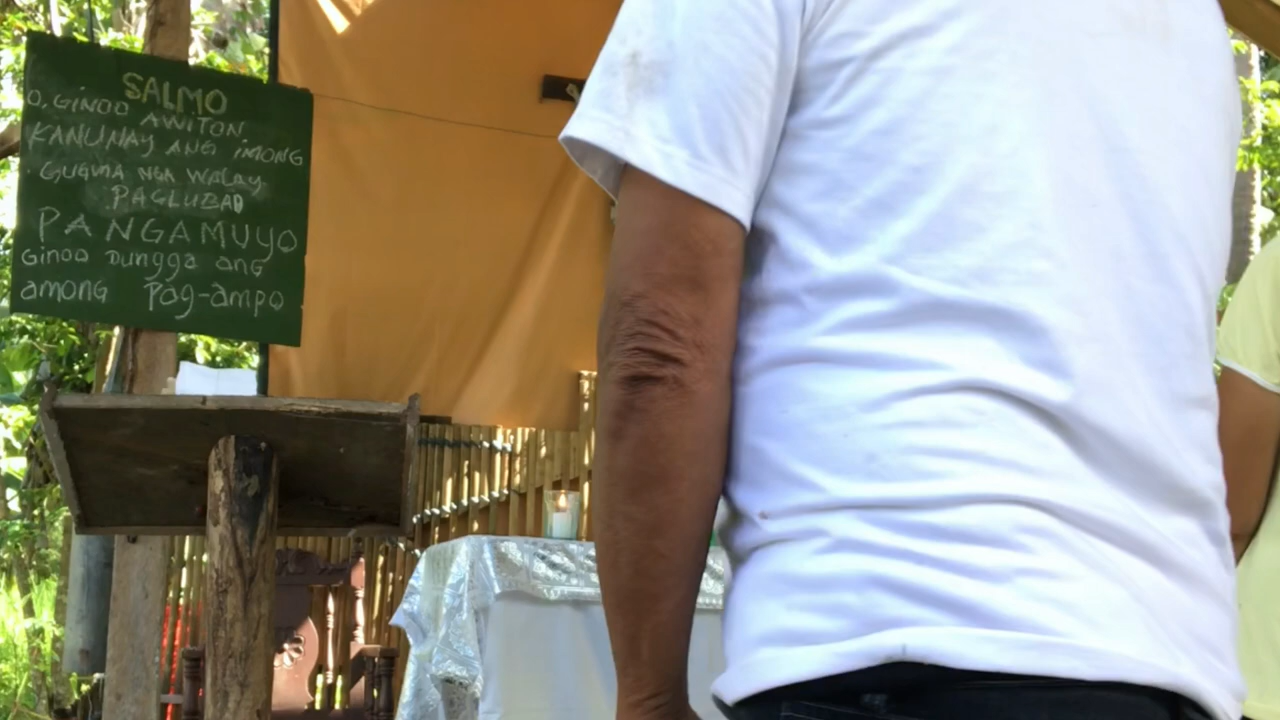 SALMO
O, GINOO AWITON
KANUNAY ANG IMONG
GUGMA NGA WALAY
PAGLUBAD
PANGAMUYO
Ginoo Dungga ang
among Pag-ampo